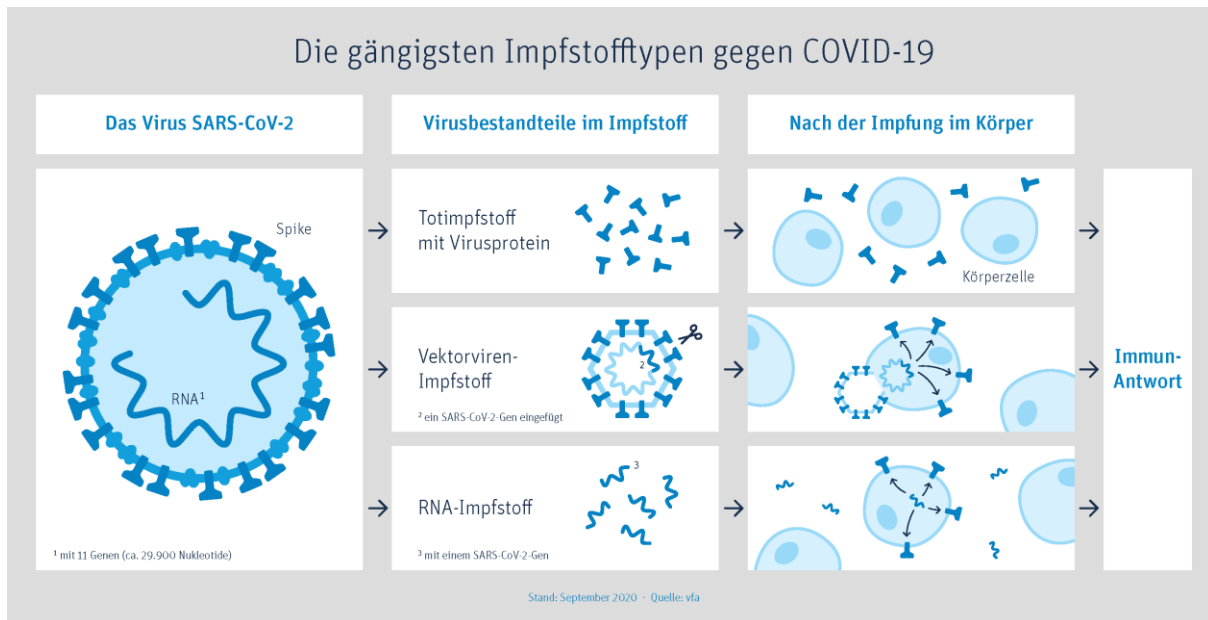 Die gängigsten Impfstofftypen gegen COVID-19
Das Virus SARS-CoV-2
Virusbestandteile im Impfstoff
Nach der Impfung im Körper
Spike
RNA¹
¹ mit 11 Genen (ca. 29.900 Nukleotide)
Totimpfstoff
mit Virusprotein
Körperzelle
Vektorviren-
Impfstoff
2
² ein SARS-CoV-2-Gen eingefügt
RNA-Impfstoff
3
³ mit einem SARS-CoV-2-Gen
Immun-
Antwort
Stand: September 2020 · Quelle: vfa